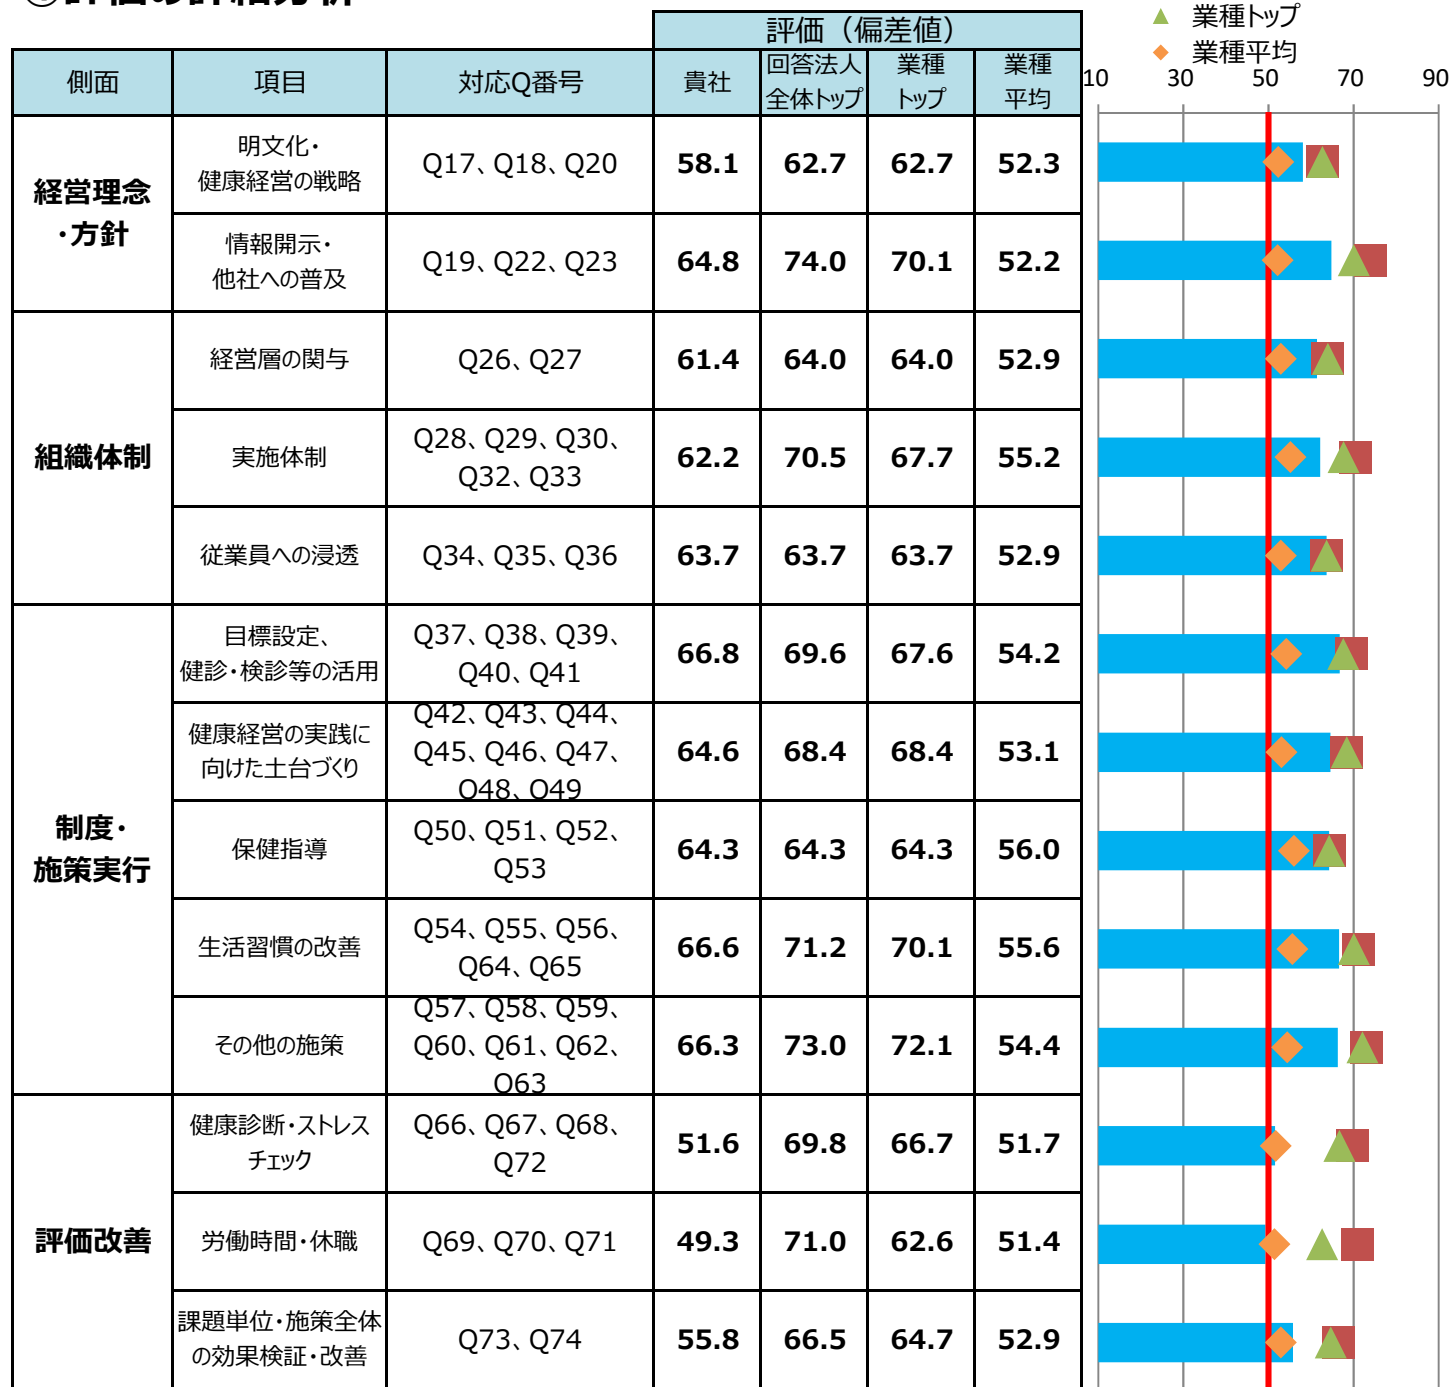 ①評価の詳細分析
業種トップ
業種平均
評価（偏差値）
側面 項目 対応Q番号 貴社 回答法人 業種 業種
全体トップ トップ 平均
10 30 50 70 90
経営理念
・方針
明文化・
健康経営の戦略
Q17、Q18、Q20 58.1 62.7 62.7 52.3
情報開示・
他社への普及
Q19、Q22、Q23 64.8 74.0 70.1 52.2
組織体制
経営層の関与 Q26、Q27 61.4 64.0 64.0 52.9
実施体制
Q28、Q29、Q30、
Q32、Q33
62.2 70.5 67.7 55.2
従業員への浸透 Q34、Q35、Q36 63.7 63.7 63.7 52.9
制度・
施策実行
目標設定、
健診・検診等の活用
Q37、Q38、Q39、
Q40、Q41
66.8 69.6 67.6 54.2
健康経営の実践に
向けた土台づくり
Q42、Q43、Q44、
Q45、Q46、Q47、
Q48、Q49
64.6 68.4 68.4 53.1
保健指導
Q50、Q51、Q52、
Q53
64.3 64.3 64.3 56.0
生活習慣の改善
Q54、Q55、Q56、
Q64、Q65
66.6 71.2 70.1 55.6
その他の施策
Q57、Q58、Q59、
Q60、Q61、Q62、
Q63
66.3 73.0 72.1 54.4
評価改善
健康診断・ストレス
チェック
Q66、Q67、Q68、
Q72
51.6 69.8 66.7 51.7
労働時間・休職 Q69、Q70、Q71 49.3 71.0 62.6 51.4
課題単位・施策全体
の効果検証・改善
Q73、Q74 55.8 66.5 64.7 52.9